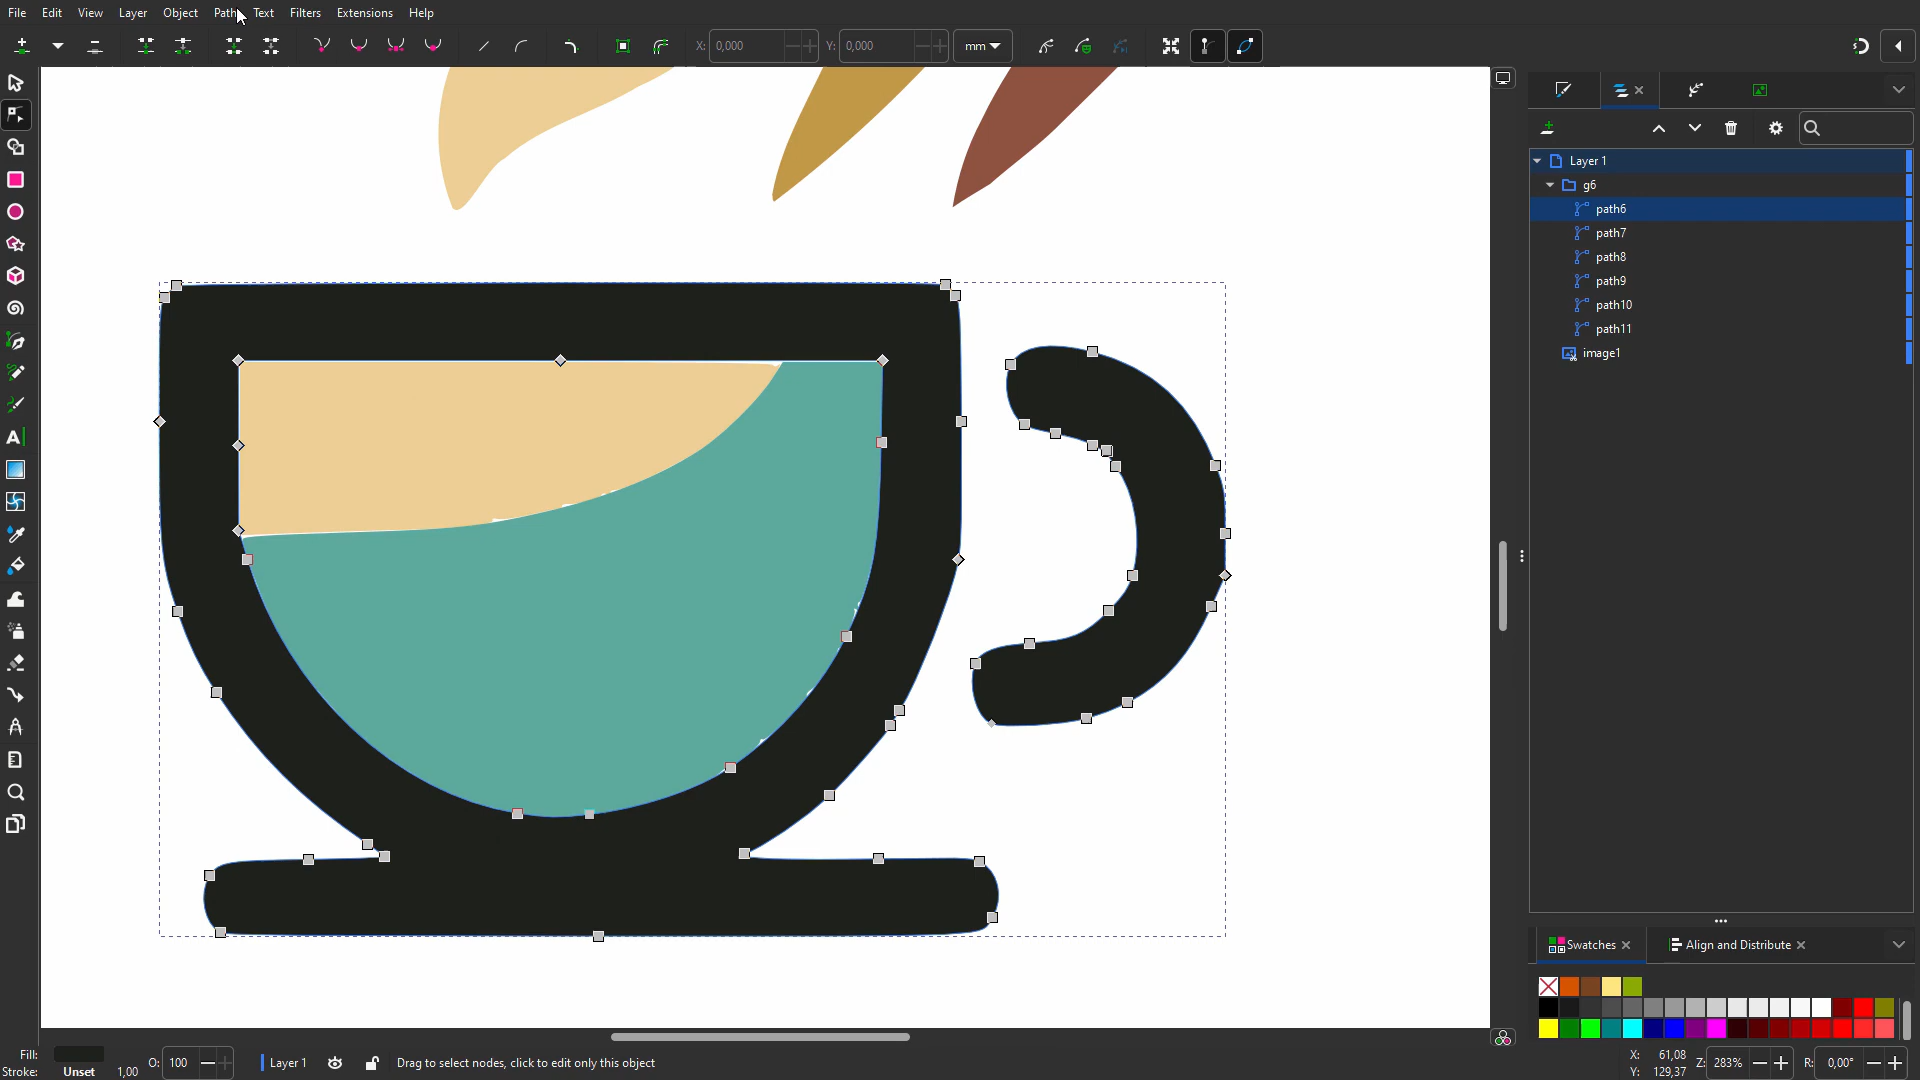 File Edit View Layer Object Path Text Filters Extensions Help
X: 0,000 Y: 0,000 mm
Layer 1
g6
path6
path7
path8
path9
path10
path11
image1
Swatches Align and Distribute
Fill:
Stroke: Unset 1,00 O: 100 Layer 1 Drag to select nodes, click to edit only this object
X: 61,08
Y: 129,37
Z: 283% R: 0,00°